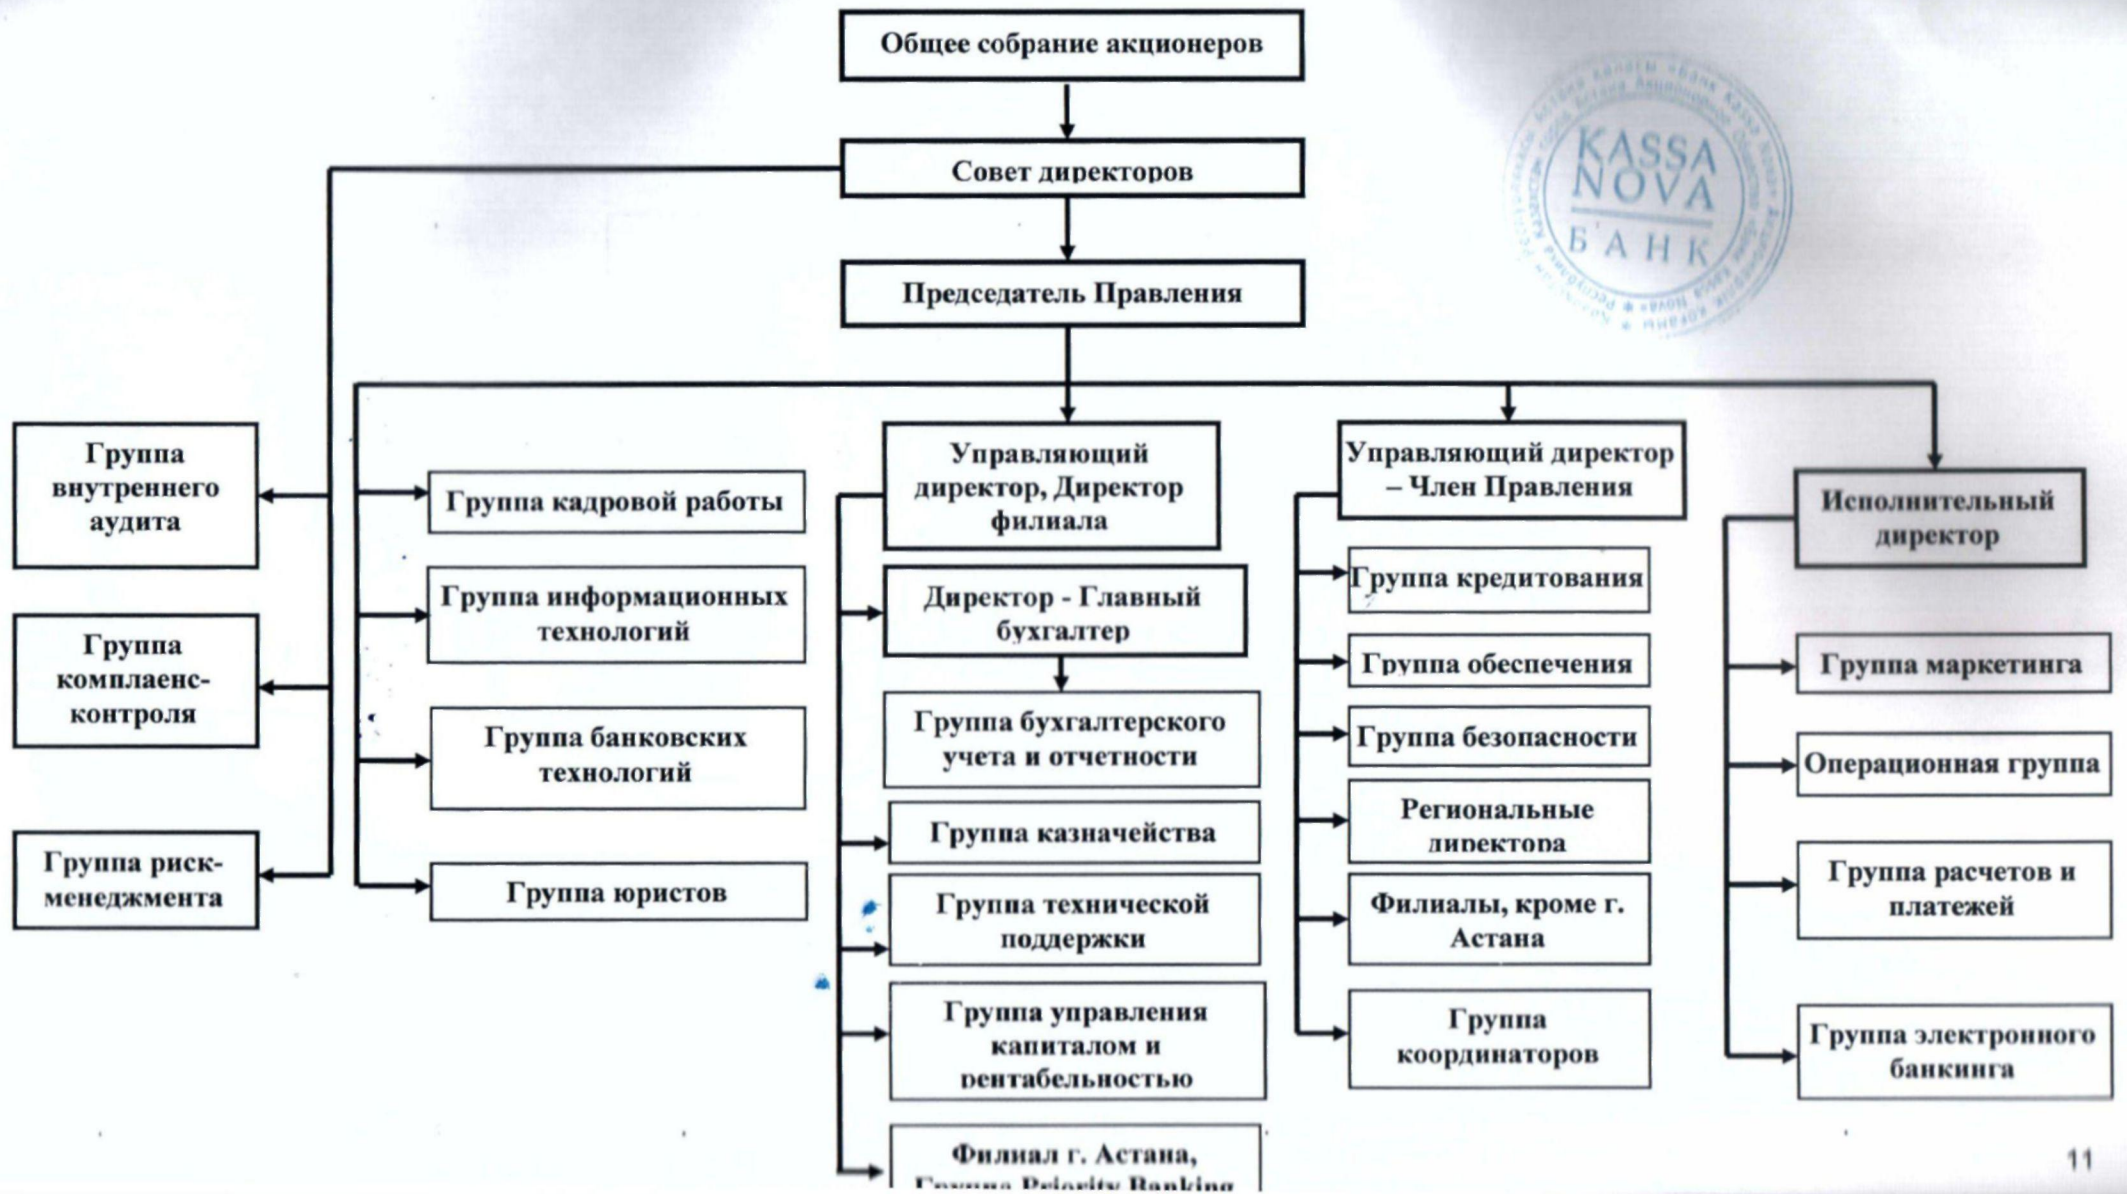 Общее собрание акционеров
Совет директоров
Председатель Правления
KASSA
NOVA
БАНК
Группа
внутреннего
аудита
Группа
комплаенс-
контроля
Группа риск-
менеджмента
Группа кадровой работы
Группа информационных
технологий
Группа банковских
технологий
Группа юристов
Управляющий
директор, Директор
филиала
Директор - Главный
бухгалтер
Группа бухгалтерского
учета и отчетности
Группа казначейства
Группа технической
поддержки
Группа управления
капиталом и
рентабельностью
Филиал г. Астана,
Группа Priority Banking
Управляющий директор
– Член Правления
Группа кредитования
Группа обеспечения
Группа безопасности
Региональные
директора
Филиалы, кроме г.
Астана
Группа
координаторов
Исполнительный
директор
Группа маркетинга
Операционная группа
Группа расчетов и
платежей
Группа электронного
банкинга
11